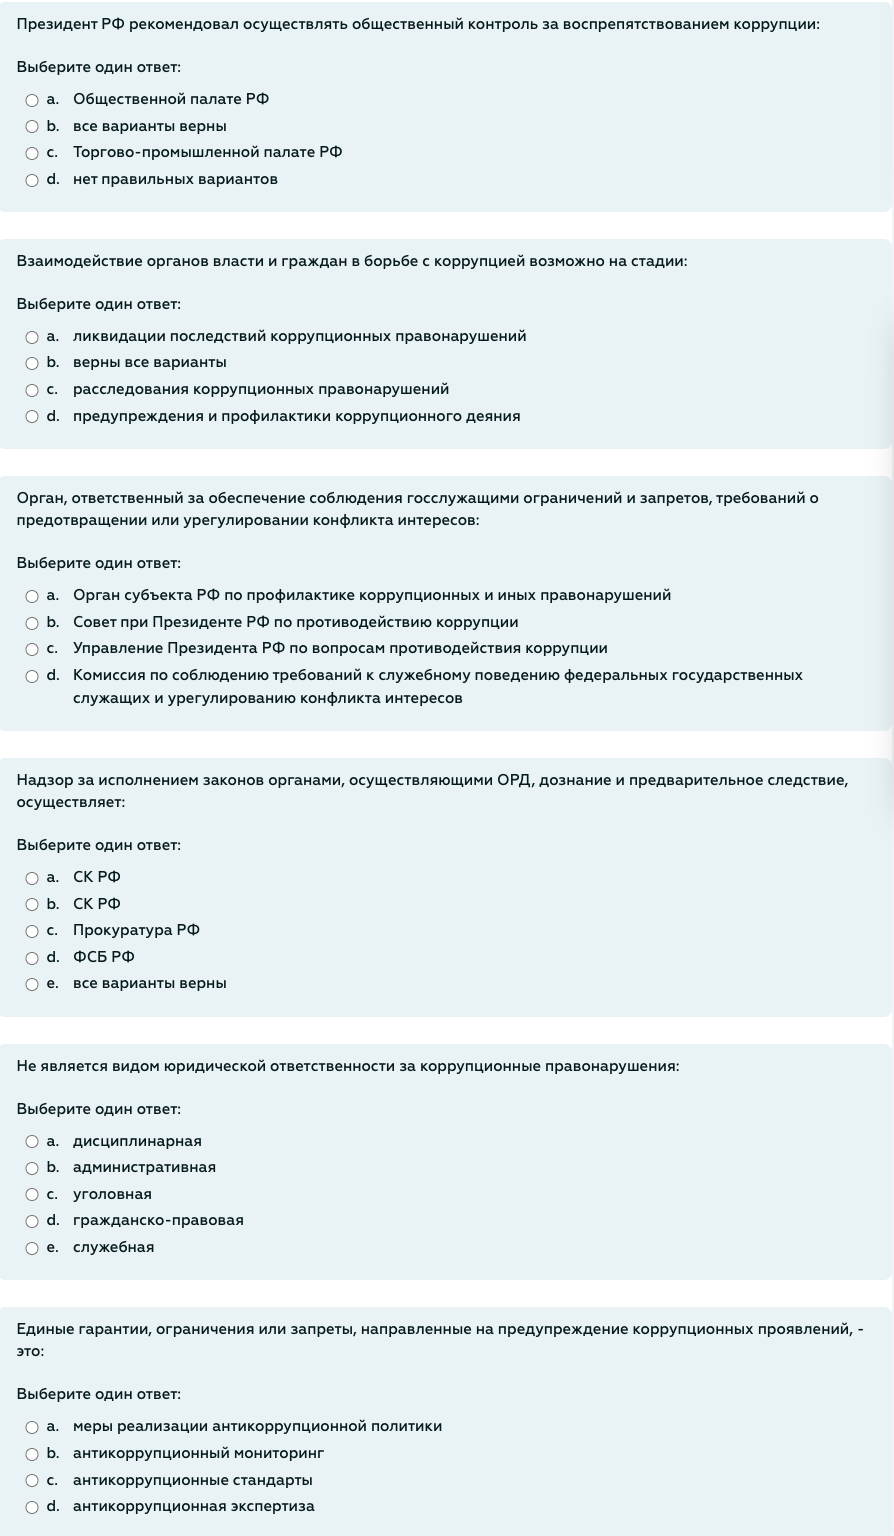 Президент РФ рекомендовал осуществлять общественный контроль за воспрепятствованием коррупции:
Выберите один ответ:
a. Общественной палате РФ
b. все варианты верны
c. Торгово-промышленной палате РФ
d. нет правильных вариантов
Взаимодействие органов власти и граждан в борьбе с коррупцией возможно на стадии:
Выберите один ответ:
a. ликвидации последствий коррупционных правонарушений
b. верны все варианты
c. расследования коррупционных правонарушений
d. предупреждения и профилактики коррупционного деяния
Орган, ответственный за обеспечение соблюдения госслужащими ограничений и запретов, требований о
предотвращении или урегулировании конфликта интересов:
Выберите один ответ:
a. Орган субъекта РФ по профилактике коррупционных и иных правонарушений
b. Совет при Президенте РФ по противодействию коррупции
c. Управление Президента РФ по вопросам противодействия коррупции
d. Комиссия по соблюдению требований к служебному поведению федеральных государственных
служащих и урегулированию конфликта интересов
Надзор за исполнением законов органами, осуществляющими ОРД, дознание и предварительное следствие,
осуществляет:
Выберите один ответ:
a. СК РФ
b. СК РФ
c. Прокуратура РФ
d. ФСБ РФ
e. все варианты верны
Не является видом юридической ответственности за коррупционные правонарушения:
Выберите один ответ:
a. дисциплинарная
b. административная
c. уголовная
d. гражданско-правовая
e. служебная
Единые гарантии, ограничения или запреты, направленные на предупреждение коррупционных проявлений, -
это:
Выберите один ответ:
a. меры реализации антикоррупционной политики
b. антикоррупционный мониторинг
c. антикоррупционные стандарты
d. антикоррупционная экспертиза